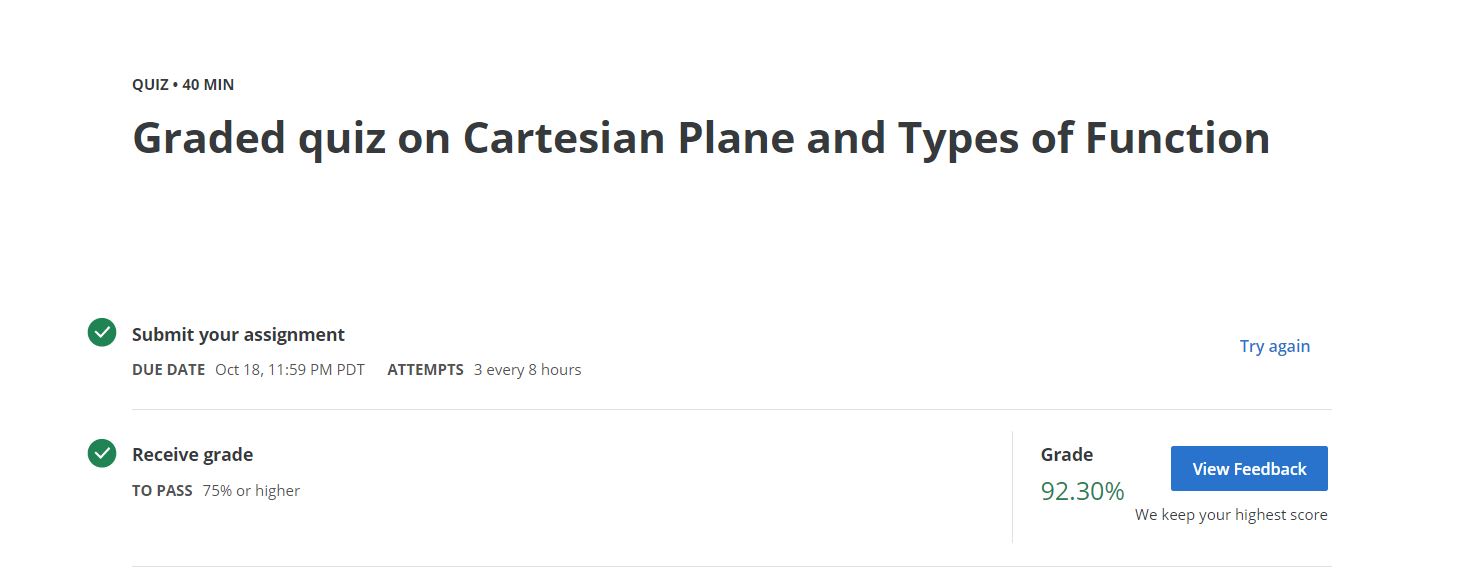 QUIZ • 40 MIN
Graded quiz on Cartesian Plane and Types of Function
Submit your assignment
Try again
DUE DATE Oct 18, 11:59 PM PDT ATTEMPTS 3 every 8 hours
Receive grade
TO PASS 75% or higher
Grade
92.30%
View Feedback
We keep your highest score